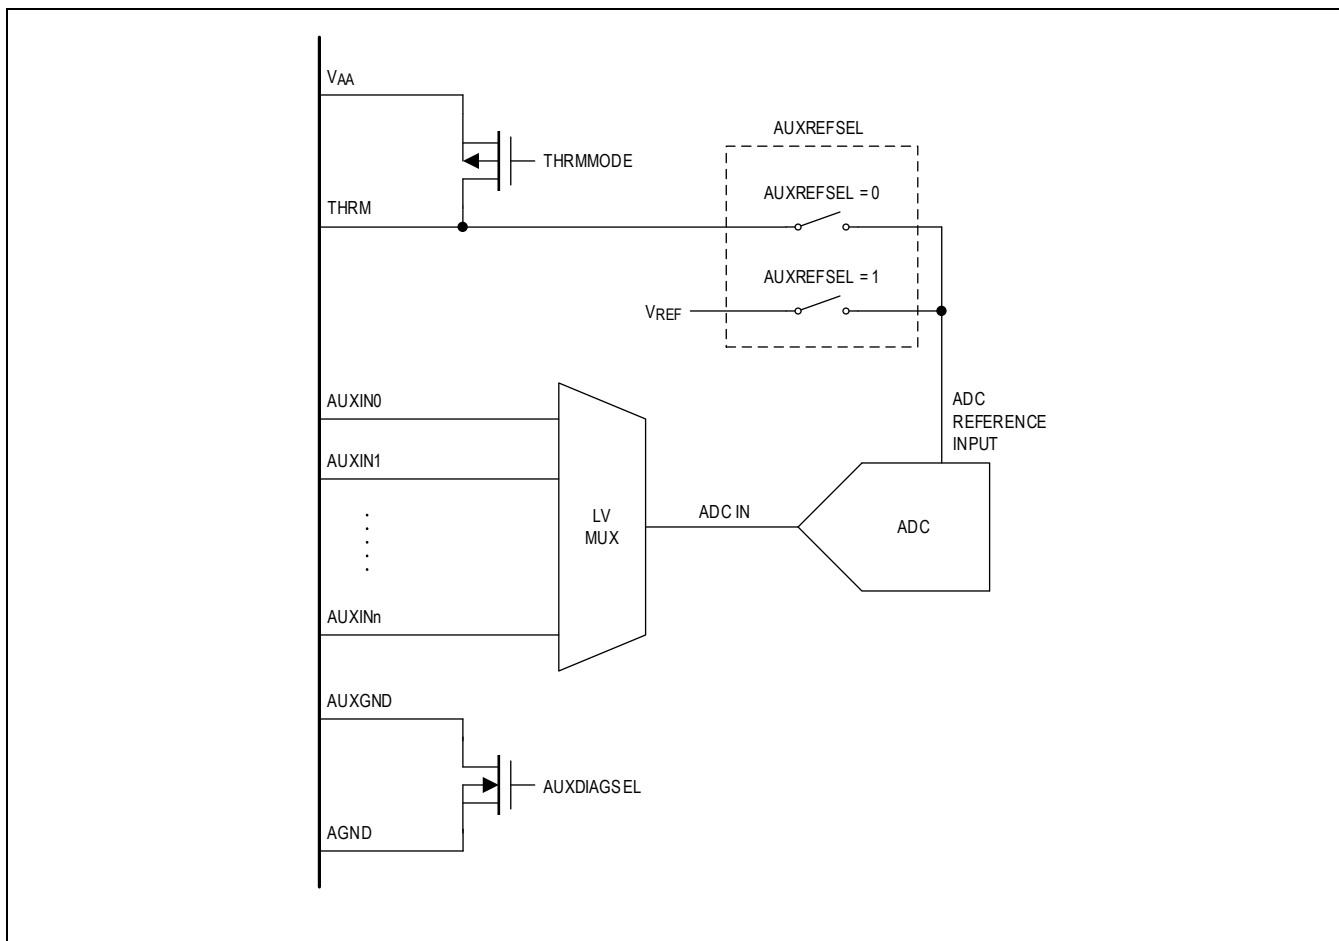 VAA
THRMMODE
THRM
AUXREFSEL
AUXREFSEL = 0
AUXREFSEL = 1
VREF
AUXIN0
AUXIN1
AUXINn
LV
MUX
ADC IN
ADC
REFERENCE
INPUT
ADC
AUXGND
AUXDIAGSEL
AGND